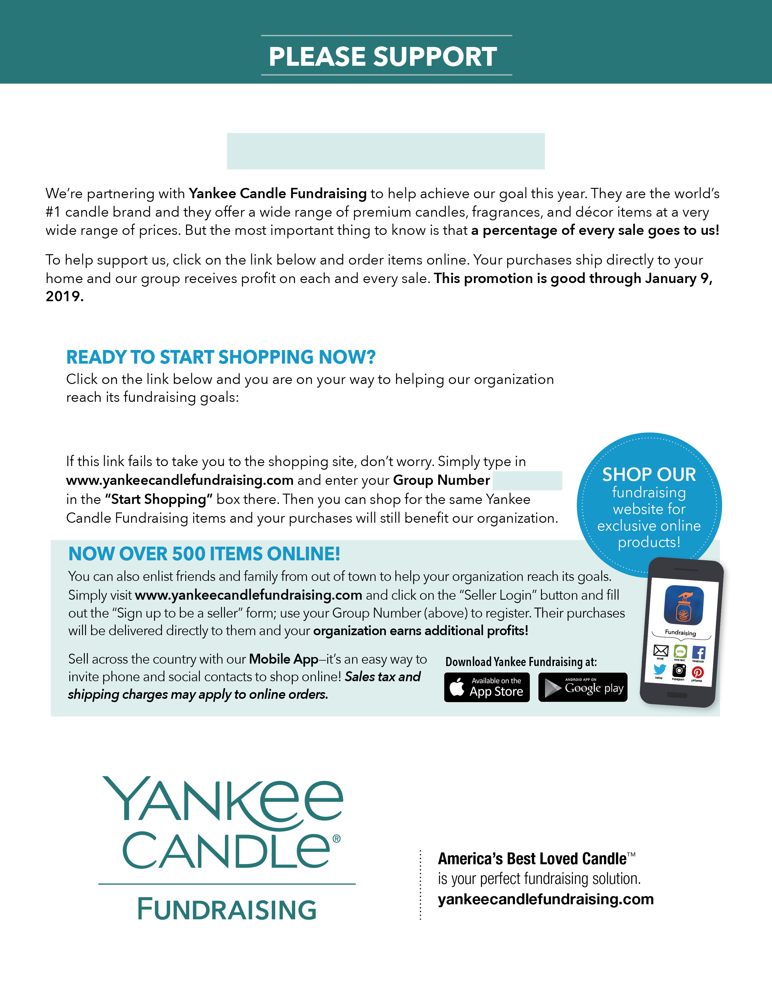 PLEASE SUPPORT
We’re partnering with Yankee Candle Fundraising to help achieve our goal this year. They are the world’s
#1 candle brand and they offer a wide range of premium candles, fragrances, and décor items at a very
wide range of prices. But the most important thing to know is that a percentage of every sale goes to us!
To help support us, click on the link below and order items online. Your purchases ship directly to your
home and our group receives profit on each and every sale. This promotion is good through January 9,
2019.
READY TO START SHOPPING NOW?
Click on the link below and you are on your way to helping our organization
reach its fundraising goals:
If this link fails to take you to the shopping site, don’t worry. Simply type in
www.yankeecandlefundraising.com and enter your Group Number
in the “Start Shopping” box there. Then you can shop for the same Yankee
Candle Fundraising items and your purchases will still benefit our organization.
SHOP OUR
fundraising
website for
exclusive online
products!
NOW OVER 500 ITEMS ONLINE!
You can also enlist friends and family from out of town to help your organization reach its goals.
Simply visit www.yankeecandlefundraising.com and click on the “Seller Login” button and fill
out the “Sign up to be a seller” form; use your Group Number (above) to register. Their purchases
will be delivered directly to them and your organization earns additional profits!
Sell across the country with our Mobile App–it’s an easy way to
invite phone and social contacts to shop online! Sales tax and
shipping charges may apply to online orders.
Download Yankee Fundraising at:
Available on the
App Store
ANDROID APP ON
Google play
Fundraising
sms
email sms text facebook
twitter instagram pinterest
YANKEE
CANDLE®
FUNDRAISING
America’s Best Loved Candle™
is your perfect fundraising solution.
yankeecandlefundraising.com